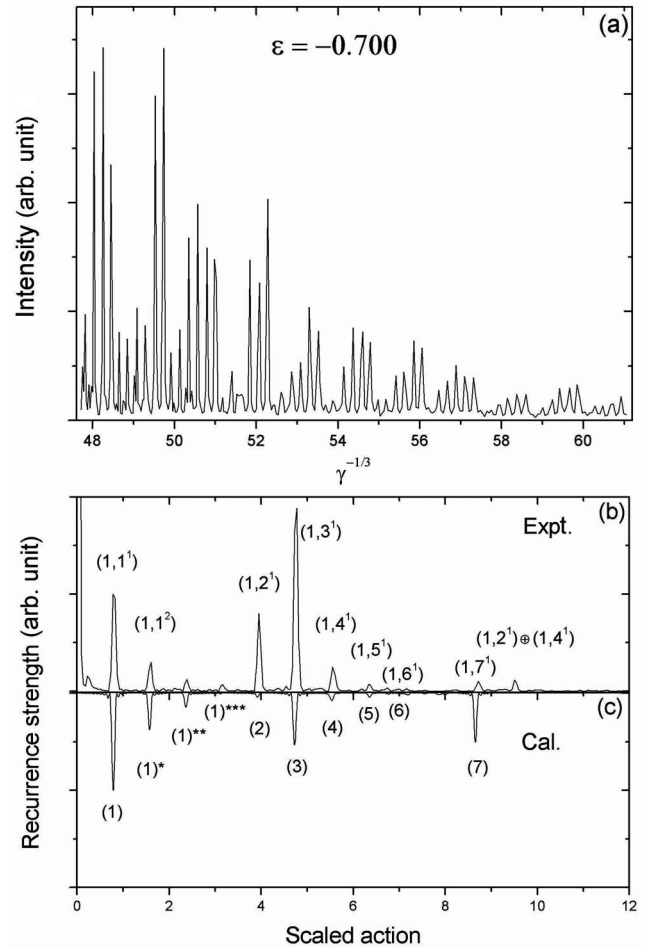 (a)
ε = −0.700
Intensity (arb. unit)
48 50 52 54 56 58 60
γ^{-1/3}
(b)
Expt.
(1,1¹)
(1,1²)
(1,2¹)
(1,3¹)
(1,4¹)
(1,5¹)
(1,6¹)
(1,7¹)
(1,2¹)⊕(1,4¹)
Recurrence strength (arb. unit)
(c)
Cal.
(1)
(1)*
(1)**
(1)***
(2)
(3)
(4)
(5)
(6)
(7)
0 2 4 6 8 10 12
Scaled action